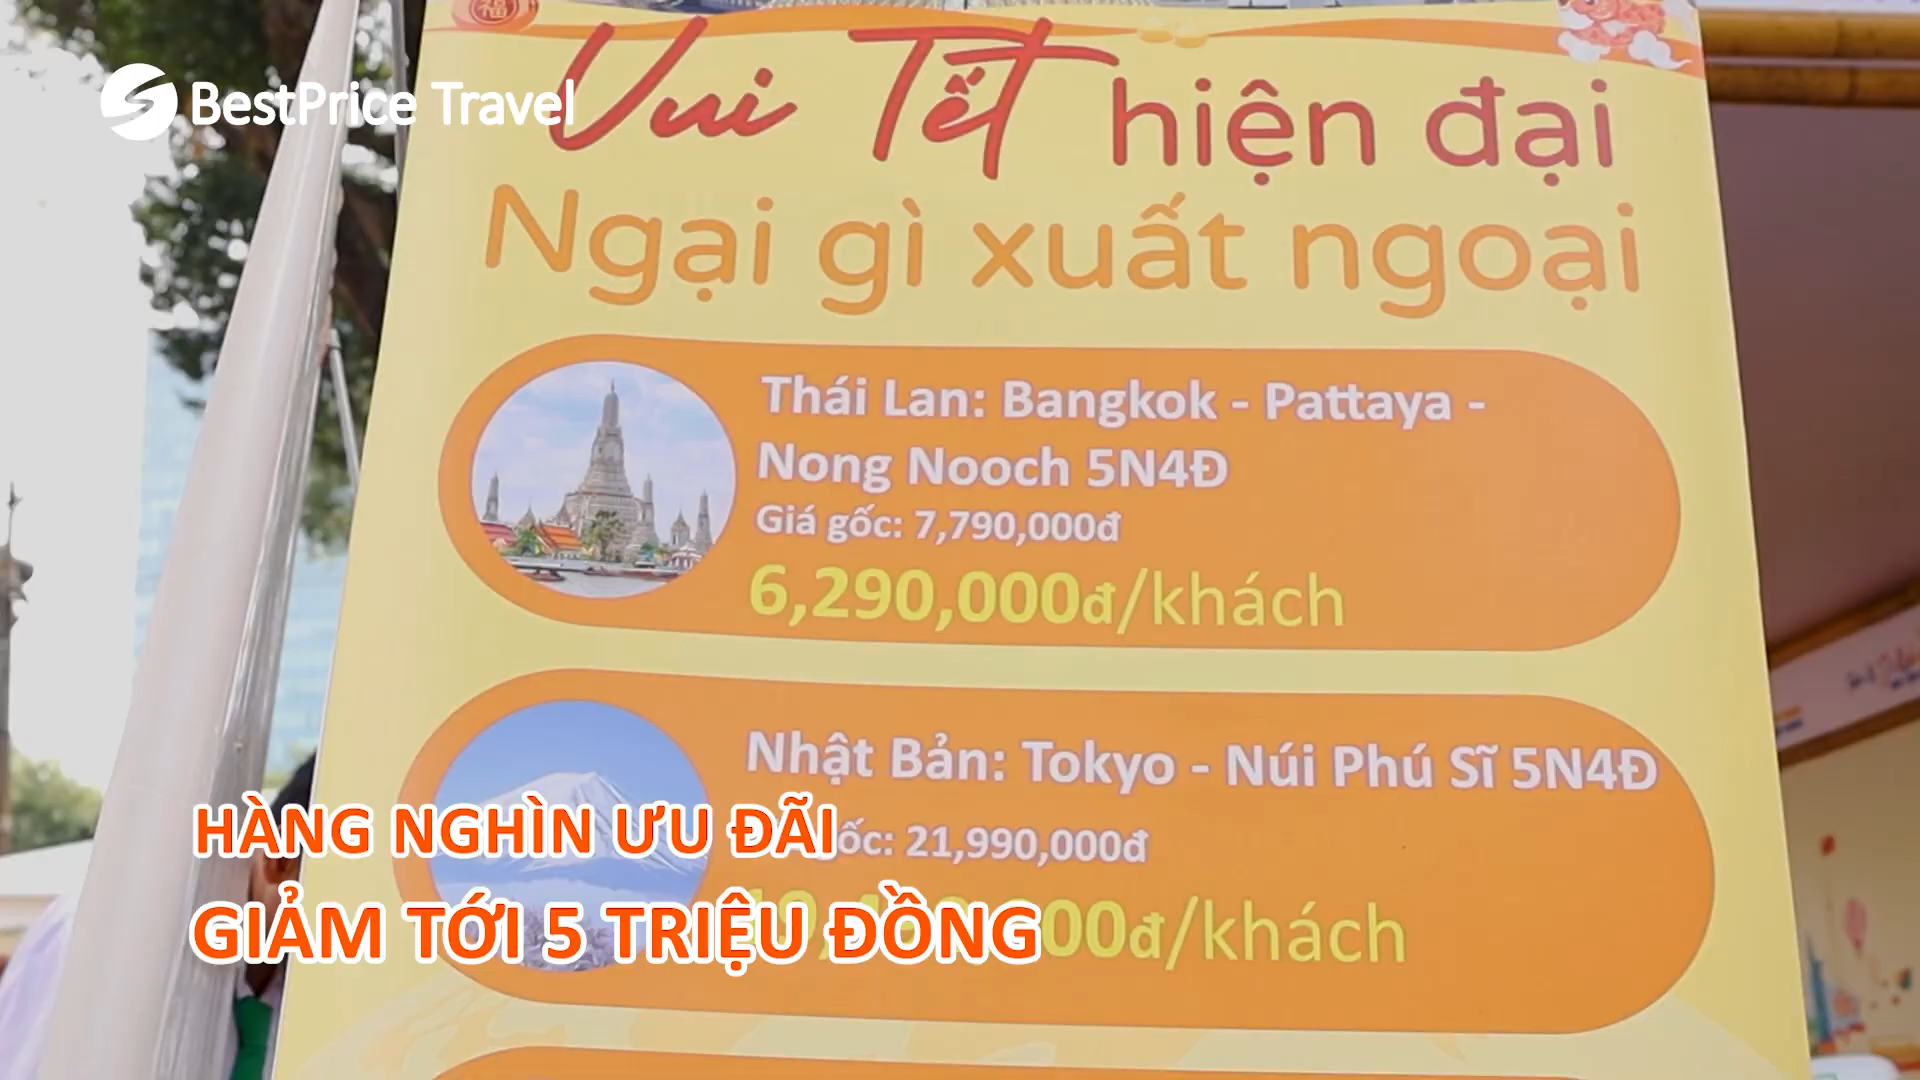 福
BestPrice Travel
Vui Tết hiện đại
Ngại gì xuất ngoại
Thái Lan: Bangkok - Pattaya -
Nong Nooch 5N4Đ
Giá gốc: 7,790,000đ
6,290,000đ/khách
Nhật Bản: Tokyo - Núi Phú Sĩ 5N4Đ
HÀNG NGHÌN ƯU ĐÃI
ốc: 21,990,000đ
GIẢM TỚI 5 TRIỆU ĐỒNG
00đ/khách